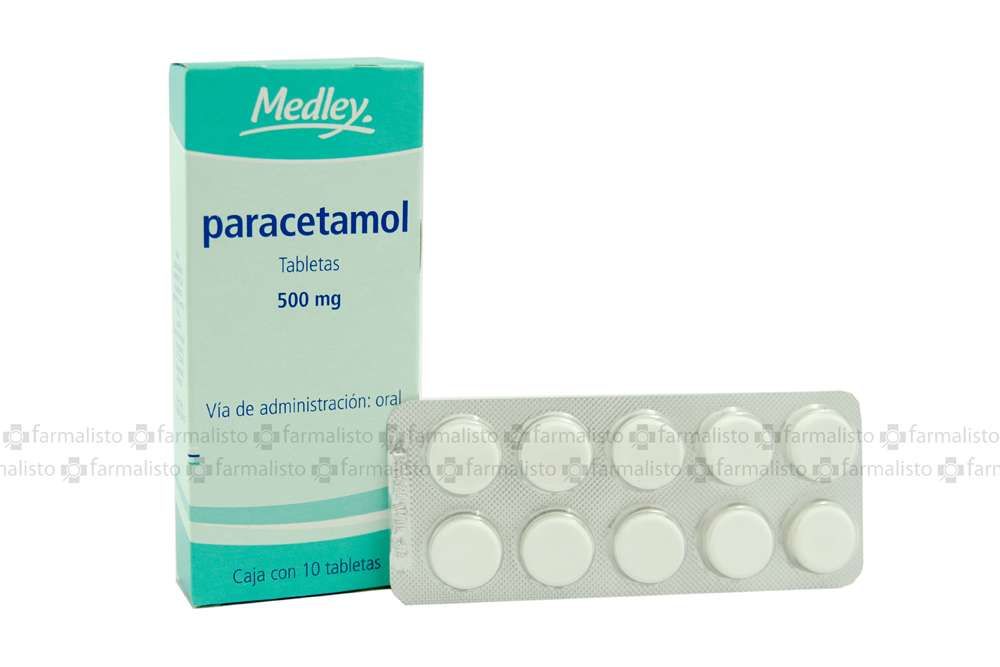 Medley.
paracetamol
Tabletas
500 mg
Vía de administración: oral
farmalisto farmalisto farmalisto farmalisto farmalisto farmalisto farmalisto farmalisto
farmalisto farmalisto farmalisto farmalisto farmalisto farmalisto farmalisto farmalisto farmalisto
Caja con 10 tabletas